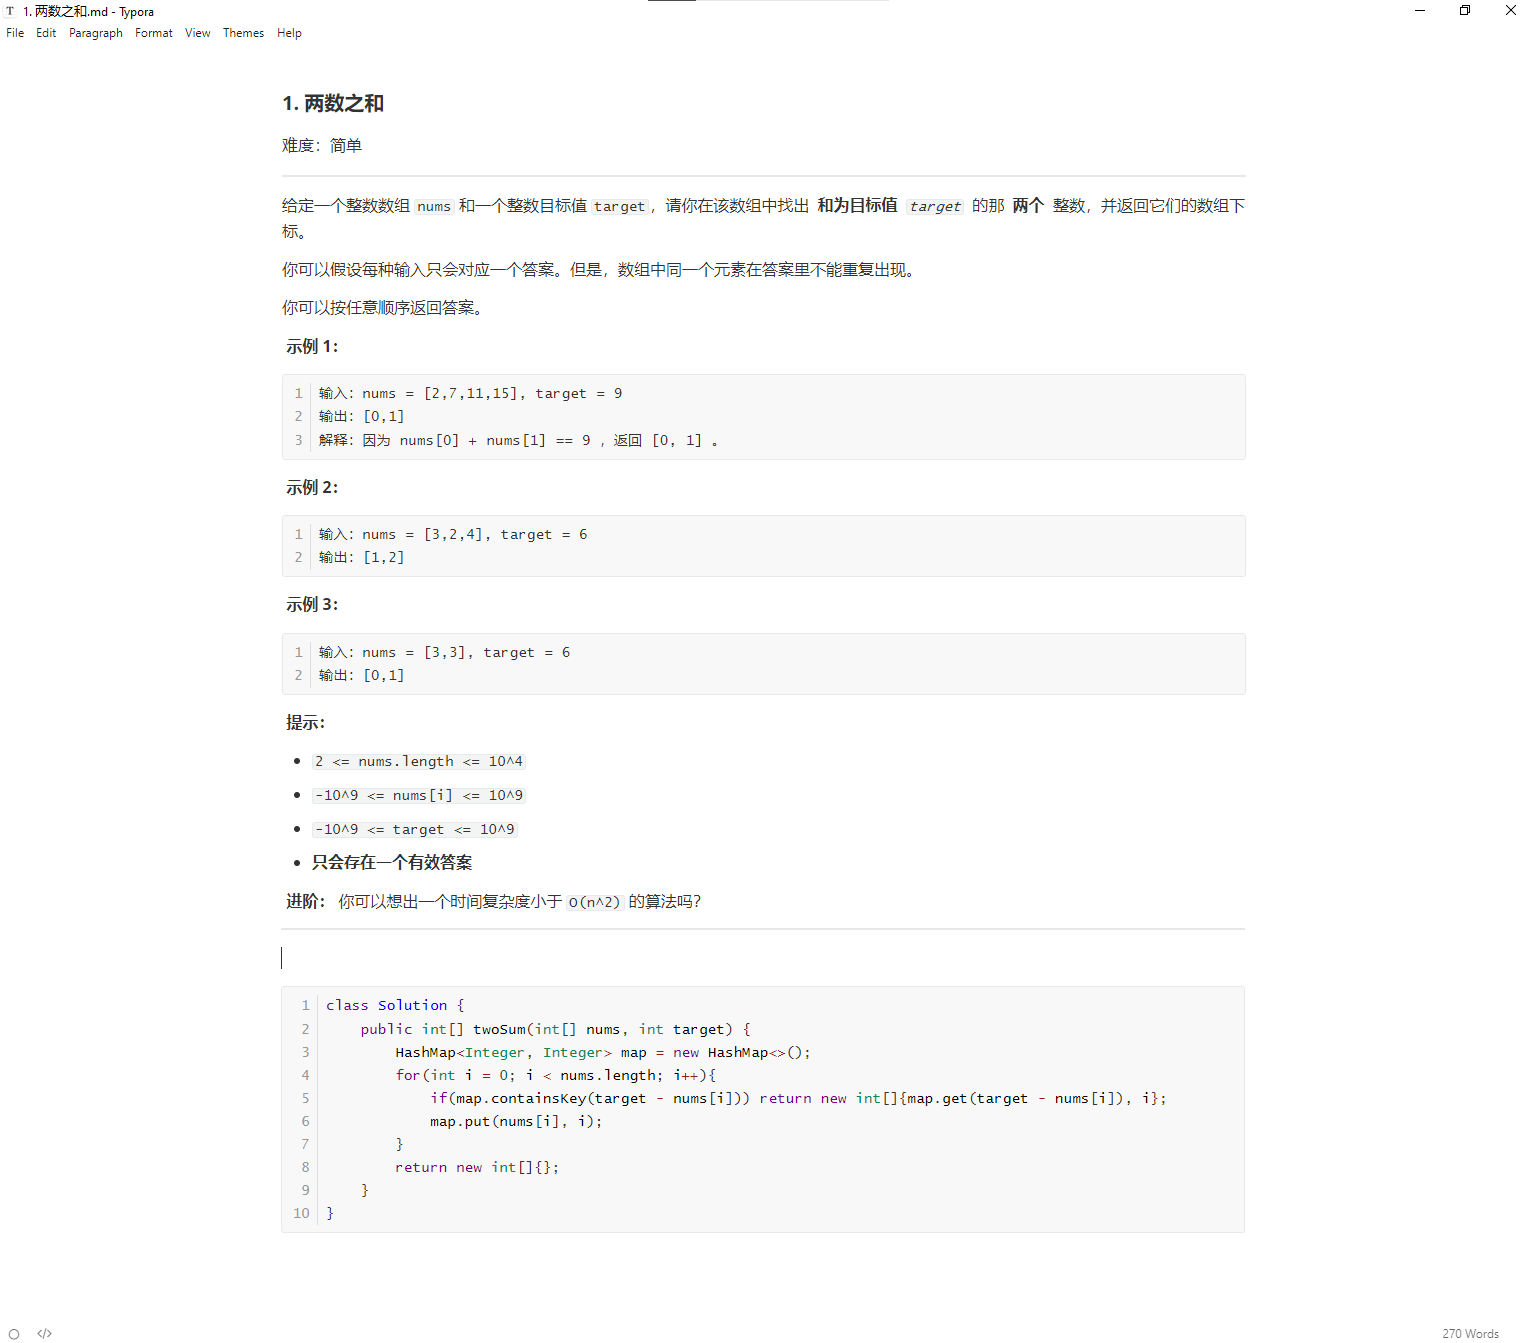 1. 两数之和.md - Typora
File Edit Paragraph Format View Themes Help
1. 两数之和
难度：简单
给定一个整数数组 nums 和一个整数目标值 target，请你在该数组中找出 和为目标值 target 的那 两个 整数，并返回它们的数组下
标。
你可以假设每种输入只会对应一个答案。但是，数组中同一个元素在答案里不能重复出现。
你可以按任意顺序返回答案。
示例 1：
1 输入：nums = [2,7,11,15], target = 9
2 输出：[0,1]
3 解释：因为 nums[0] + nums[1] == 9 ，返回 [0, 1] 。
示例 2：
1 输入：nums = [3,2,4], target = 6
2 输出：[1,2]
示例 3：
1 输入：nums = [3,3], target = 6
2 输出：[0,1]
提示：
• 2 <= nums.length <= 10^4
• -10^9 <= nums[i] <= 10^9
• -10^9 <= target <= 10^9
• 只会存在一个有效答案
进阶： 你可以想出一个时间复杂度小于 O(n^2) 的算法吗？
1 class Solution {
2     public int[] twoSum(int[] nums, int target) {
3         HashMap<Integer, Integer> map = new HashMap<>();
4         for(int i = 0; i < nums.length; i++){
5             if(map.containsKey(target - nums[i])) return new int[]{map.get(target - nums[i]), i};
6             map.put(nums[i], i);
7         }
8         return new int[]{};
9     }
10 }
</> 270 Words